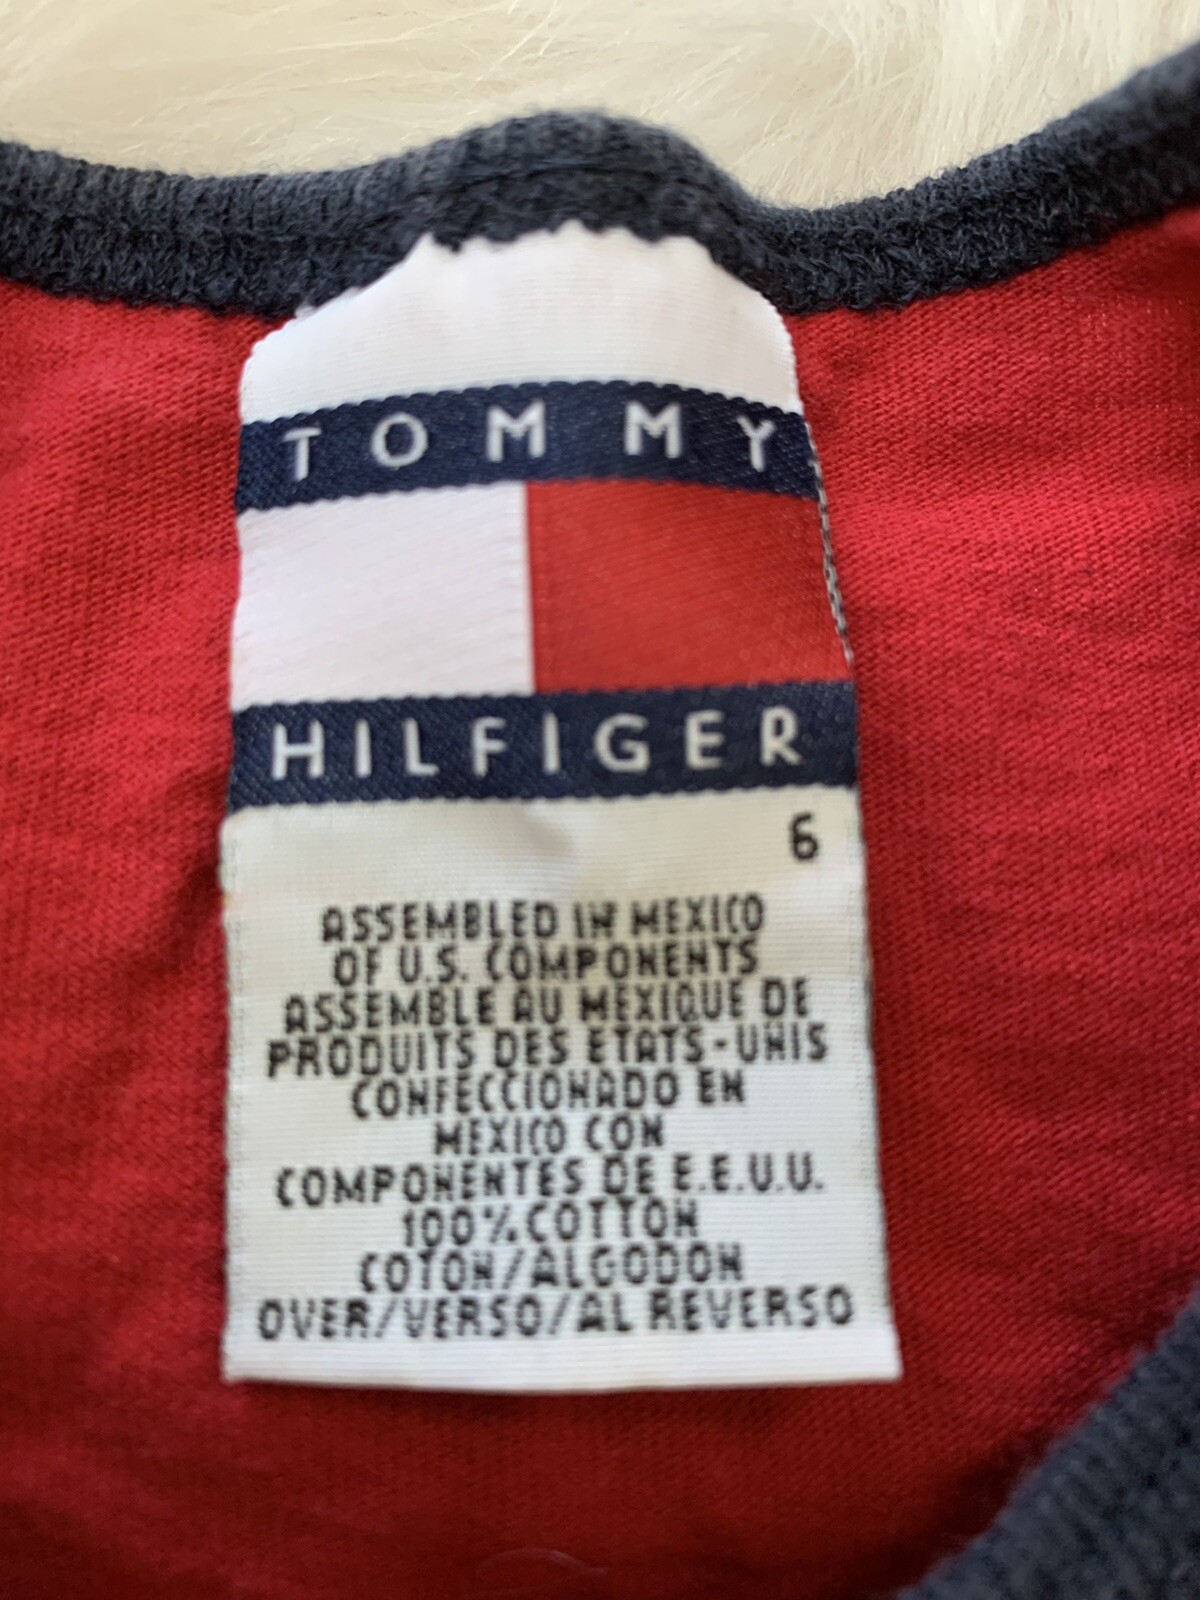 TOMMY
HILFIGER
6
ASSEMBLED IN MEXICO
OF U.S. COMPONENTS
ASSEMBLE AU MEXIQUE DE
PRODUITS DES ETATS-UNIS
CONFECCIONADO EN
MEXICO CON
COMPONENTES DE E.E.U.U.
100% COTTON
COTON/ALGODON
OVER/VERSO/AL REVERSO